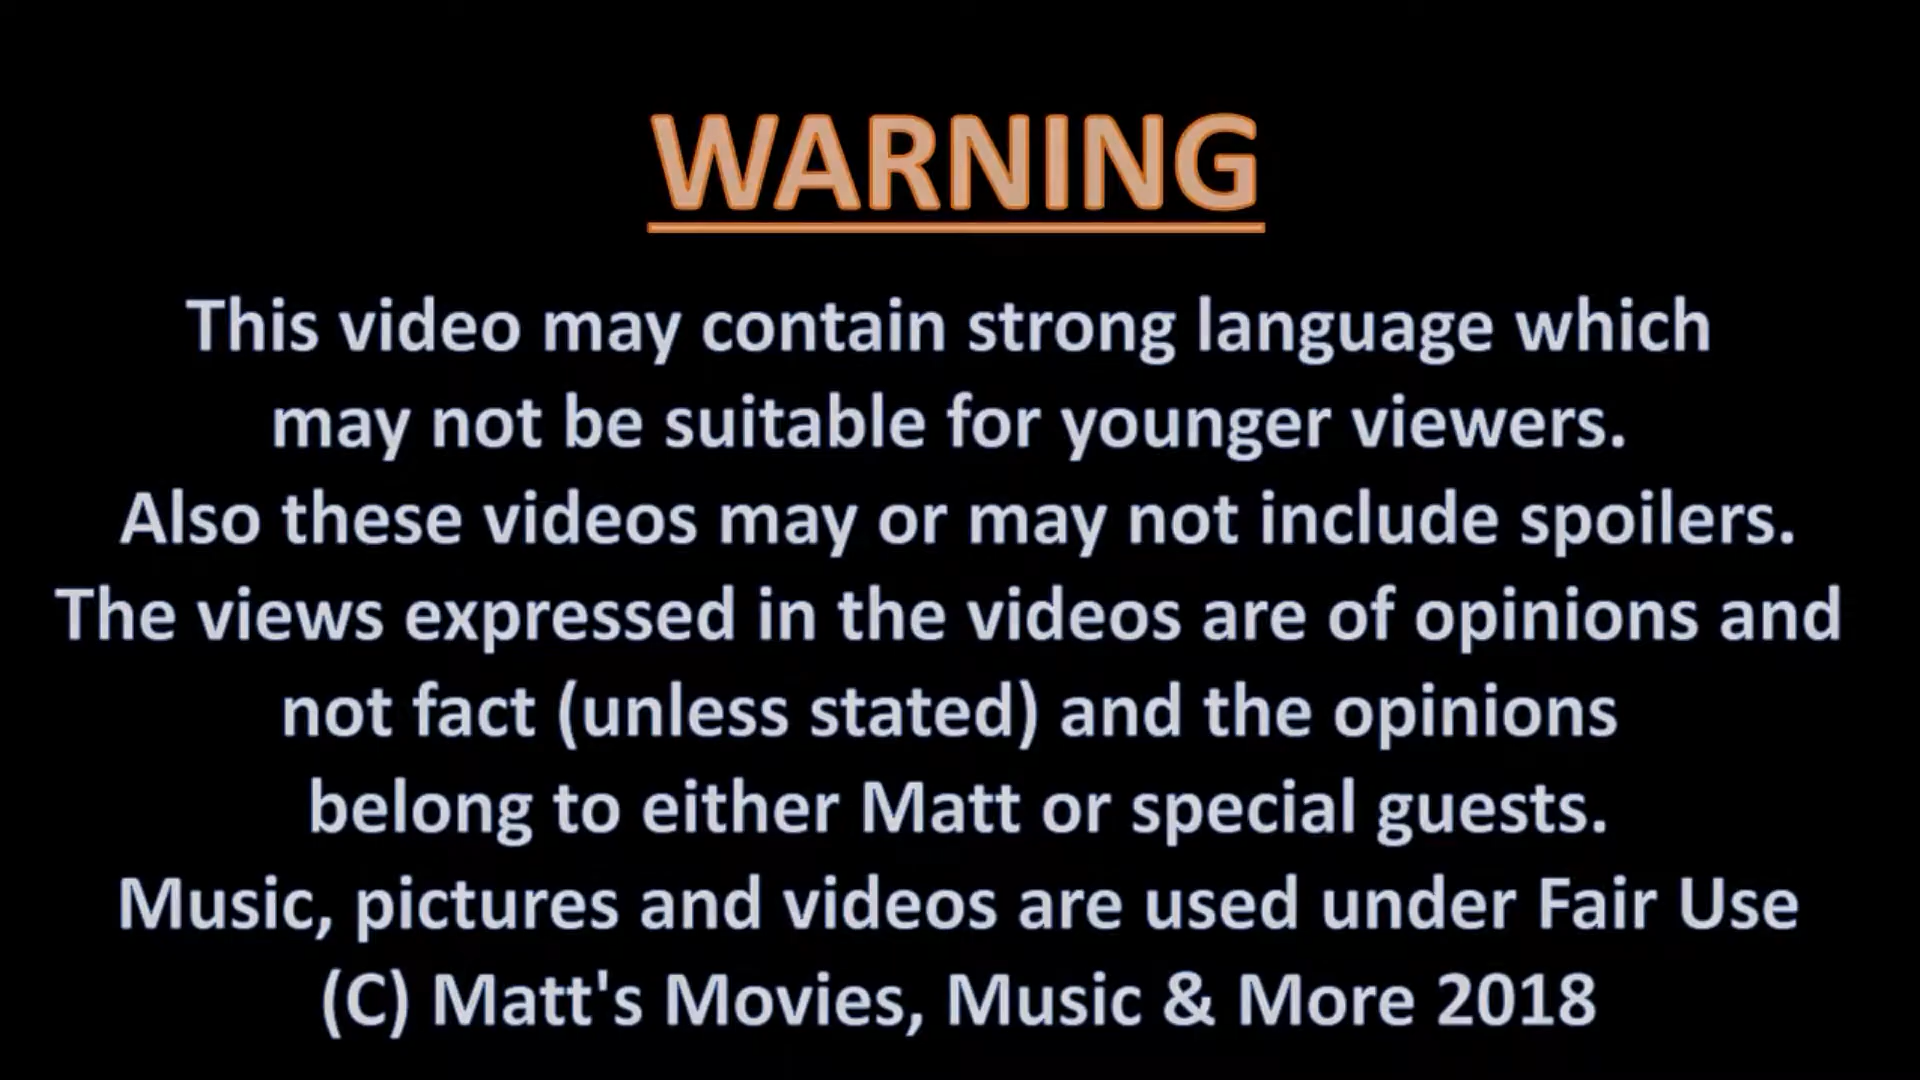 WARNING
This video may contain strong language which
may not be suitable for younger viewers.
Also these videos may or may not include spoilers.
The views expressed in the videos are of opinions and
not fact (unless stated) and the opinions
belong to either Matt or special guests.
Music, pictures and videos are used under Fair Use
(C) Matt's Movies, Music & More 2018